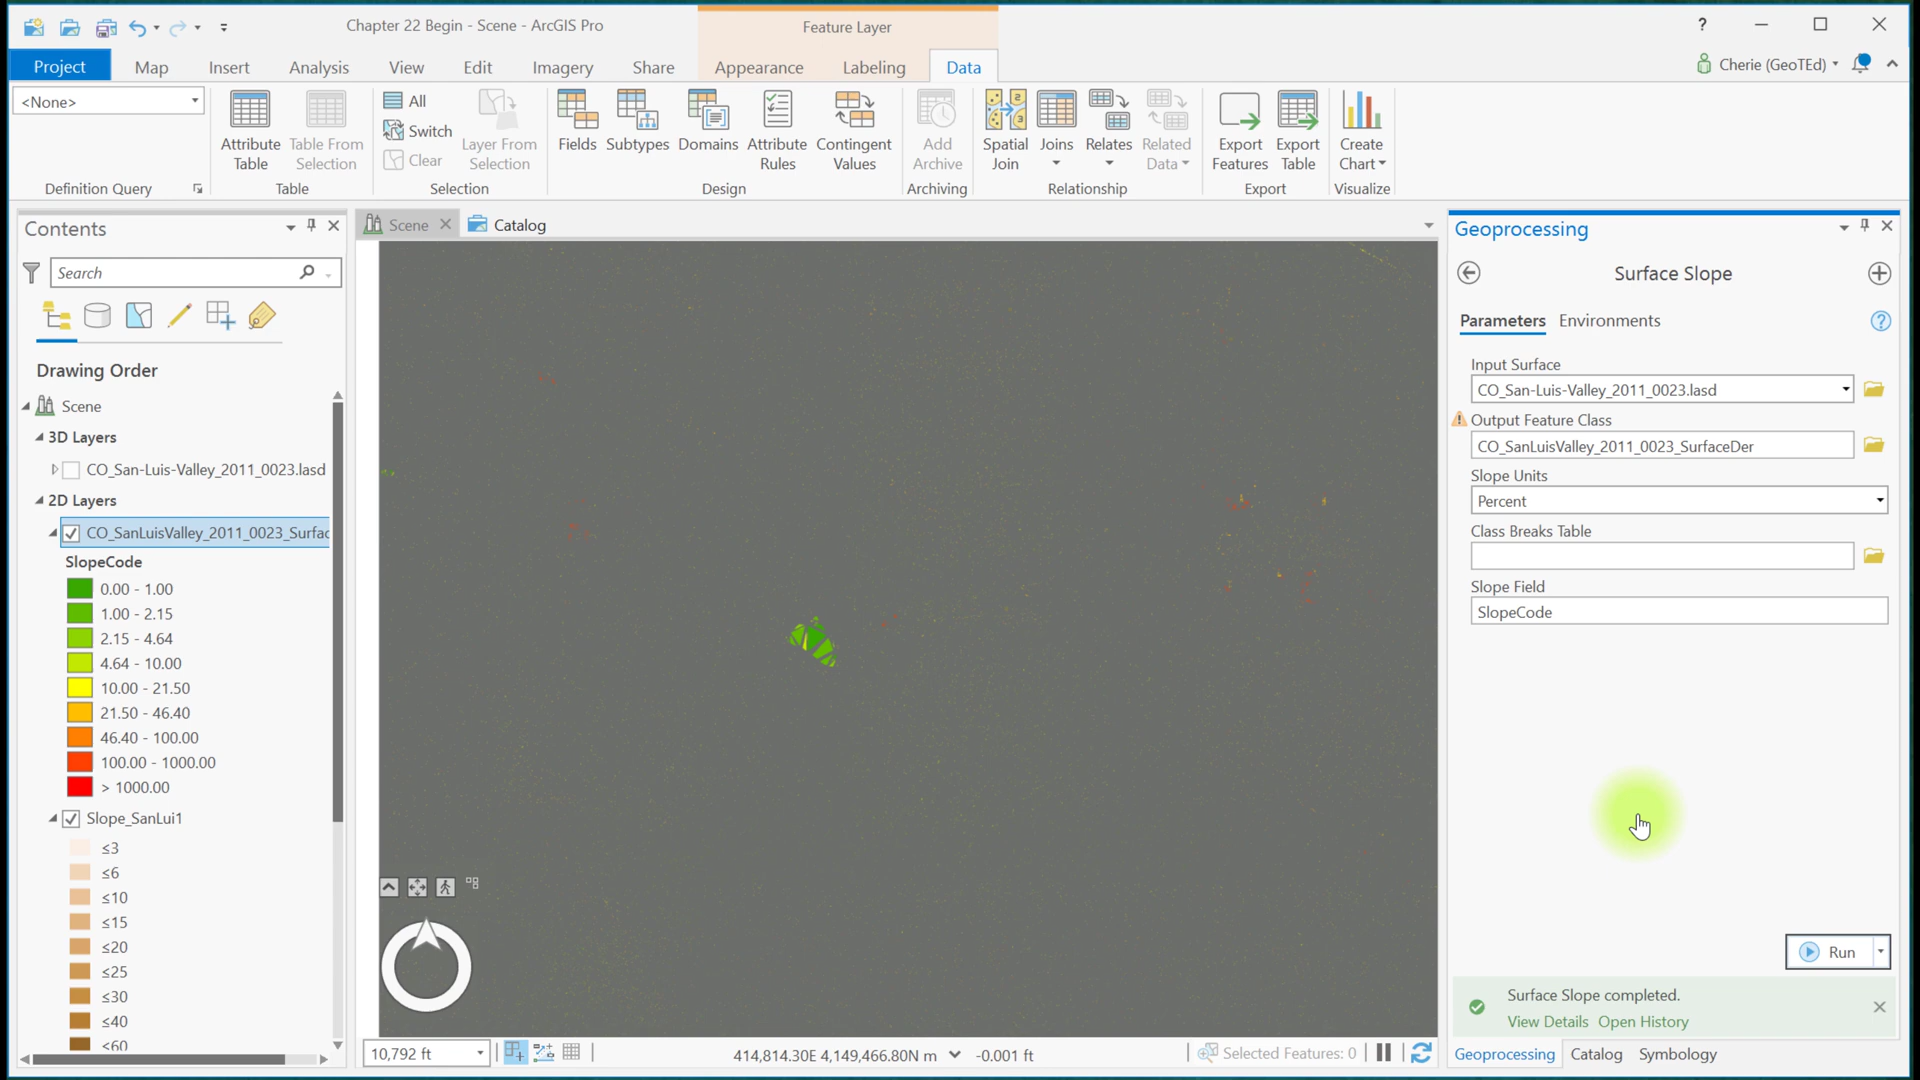 Chapter 22 Begin - Scene - ArcGIS Pro
Feature Layer
?
Project
Map
Insert
Analysis
View
Edit
Imagery
Share
Appearance
Labeling
Data
Cherie (GeoTEd)
<None>
Definition Query
Attribute Table
Table From Selection
Table
All
Switch
Clear
Layer From Selection
Selection
Fields
Subtypes
Domains
Attribute Rules
Contingent Values
Design
Add Archive
Archiving
Spatial Join
Joins
Relates
Related Data
Relationship
Export Features
Export Table
Export
Create Chart
Visualize
Contents
Search
Drawing Order
Scene
3D Layers
CO_San-Luis-Valley_2011_0023.lasd
2D Layers
CO_SanLuisValley_2011_0023_Surfac
SlopeCode
0.00 - 1.00
1.00 - 2.15
2.15 - 4.64
4.64 - 10.00
10.00 - 21.50
21.50 - 46.40
46.40 - 100.00
100.00 - 1000.00
> 1000.00
Slope_SanLui1
≤3
≤6
≤10
≤15
≤20
≤25
≤30
≤40
≤60
Scene
Catalog
10,792 ft
414,814.30E 4,149,466.80N m
-0.001 ft
Selected Features: 0
Geoprocessing
Surface Slope
Parameters
Environments
?
Input Surface
CO_San-Luis-Valley_2011_0023.lasd
Output Feature Class
CO_SanLuisValley_2011_0023_SurfaceDer
Slope Units
Percent
Class Breaks Table
Slope Field
SlopeCode
Run
Surface Slope completed.
View Details Open History
Geoprocessing
Catalog
Symbology